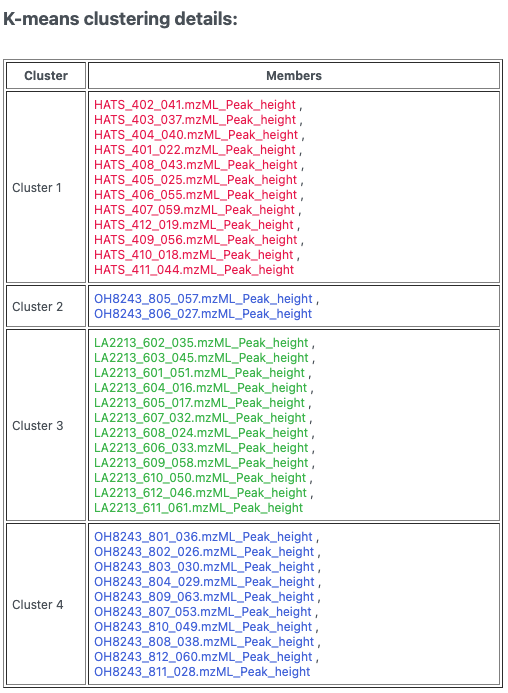 K-means clustering details:
Cluster Members
Cluster 1
HATS_402_041.mzML_Peak_height ,
HATS_403_037.mzML_Peak_height ,
HATS_404_040.mzML_Peak_height ,
HATS_401_022.mzML_Peak_height ,
HATS_408_043.mzML_Peak_height ,
HATS_405_025.mzML_Peak_height ,
HATS_406_055.mzML_Peak_height ,
HATS_407_059.mzML_Peak_height ,
HATS_412_019.mzML_Peak_height ,
HATS_409_056.mzML_Peak_height ,
HATS_410_018.mzML_Peak_height ,
HATS_411_044.mzML_Peak_height
Cluster 2
OH8243_805_057.mzML_Peak_height ,
OH8243_806_027.mzML_Peak_height
Cluster 3
LA2213_602_035.mzML_Peak_height ,
LA2213_603_045.mzML_Peak_height ,
LA2213_601_051.mzML_Peak_height ,
LA2213_604_016.mzML_Peak_height ,
LA2213_605_017.mzML_Peak_height ,
LA2213_607_032.mzML_Peak_height ,
LA2213_608_024.mzML_Peak_height ,
LA2213_606_033.mzML_Peak_height ,
LA2213_609_058.mzML_Peak_height ,
LA2213_610_050.mzML_Peak_height ,
LA2213_612_046.mzML_Peak_height ,
LA2213_611_061.mzML_Peak_height
Cluster 4
OH8243_801_036.mzML_Peak_height ,
OH8243_802_026.mzML_Peak_height ,
OH8243_803_030.mzML_Peak_height ,
OH8243_804_029.mzML_Peak_height ,
OH8243_809_063.mzML_Peak_height ,
OH8243_807_053.mzML_Peak_height ,
OH8243_810_049.mzML_Peak_height ,
OH8243_808_038.mzML_Peak_height ,
OH8243_812_060.mzML_Peak_height ,
OH8243_811_028.mzML_Peak_height